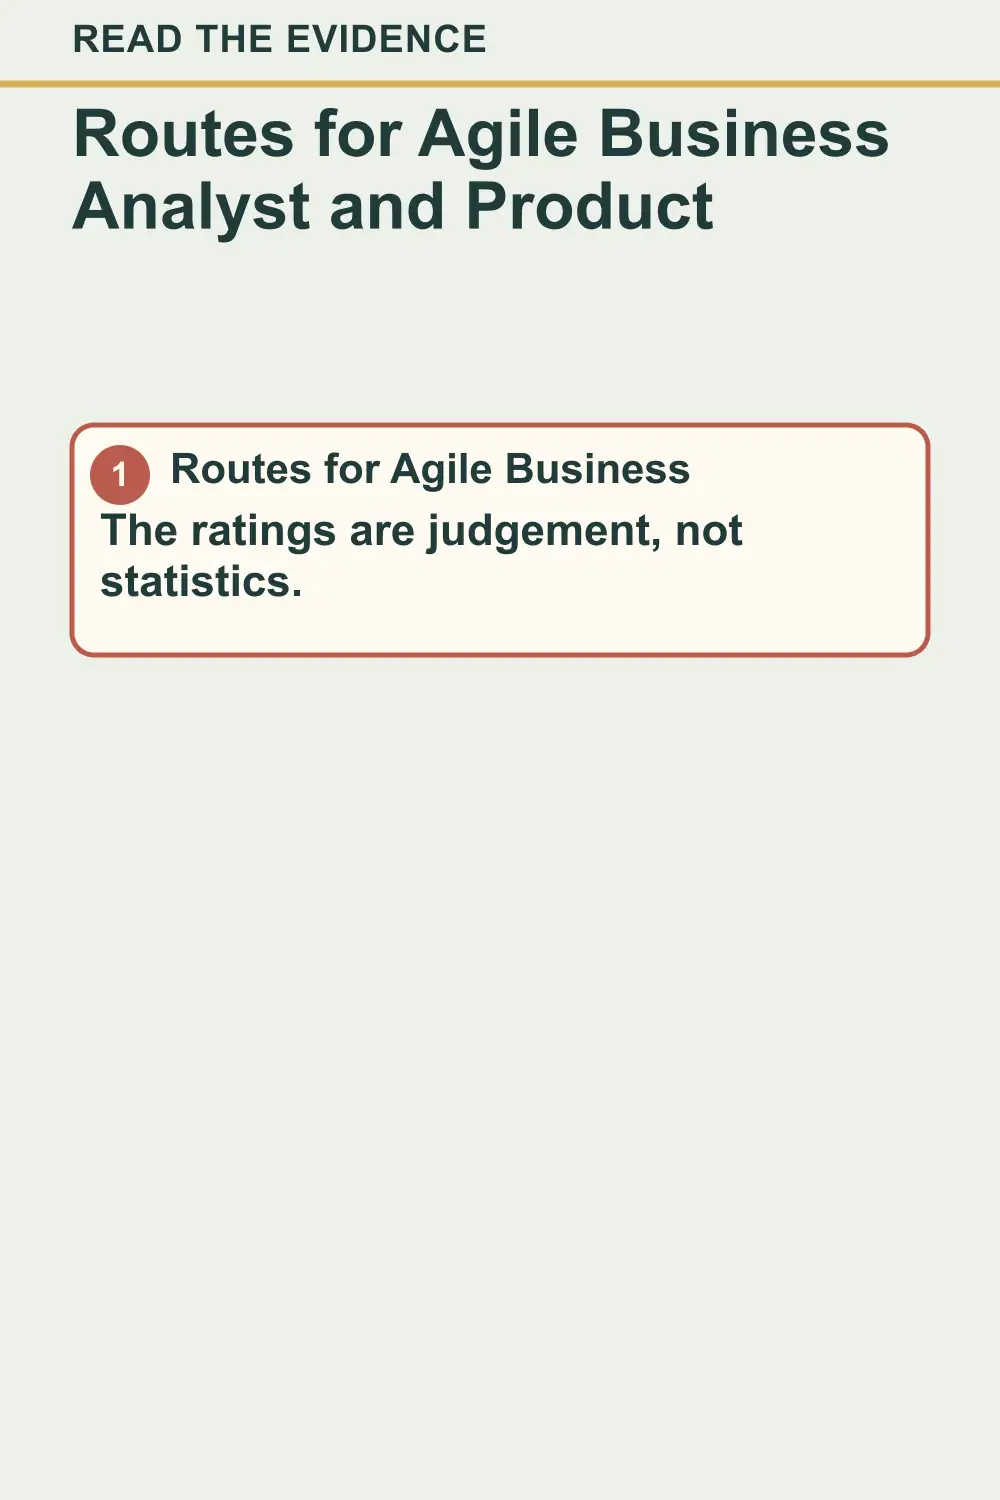 READ THE EVIDENCE
Routes for Agile Business
Analyst and Product
1 Routes for Agile Business
The ratings are judgement, not
statistics.